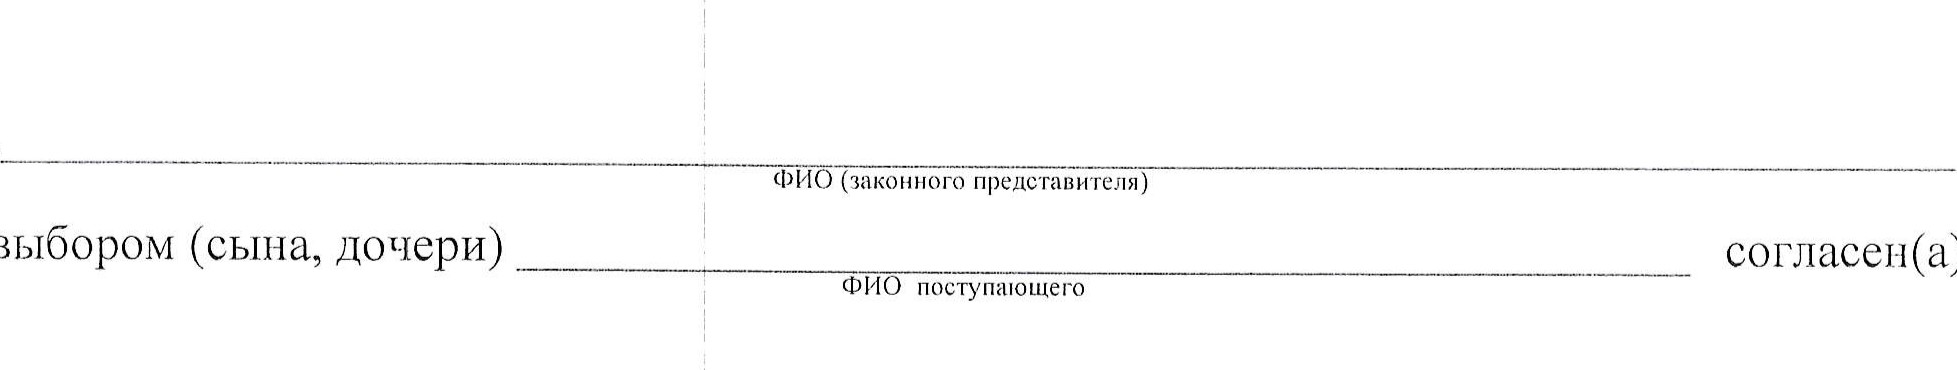 ФИО (законного представителя)
выбором (сына, дочери) согласен(а)
ФИО поступающего